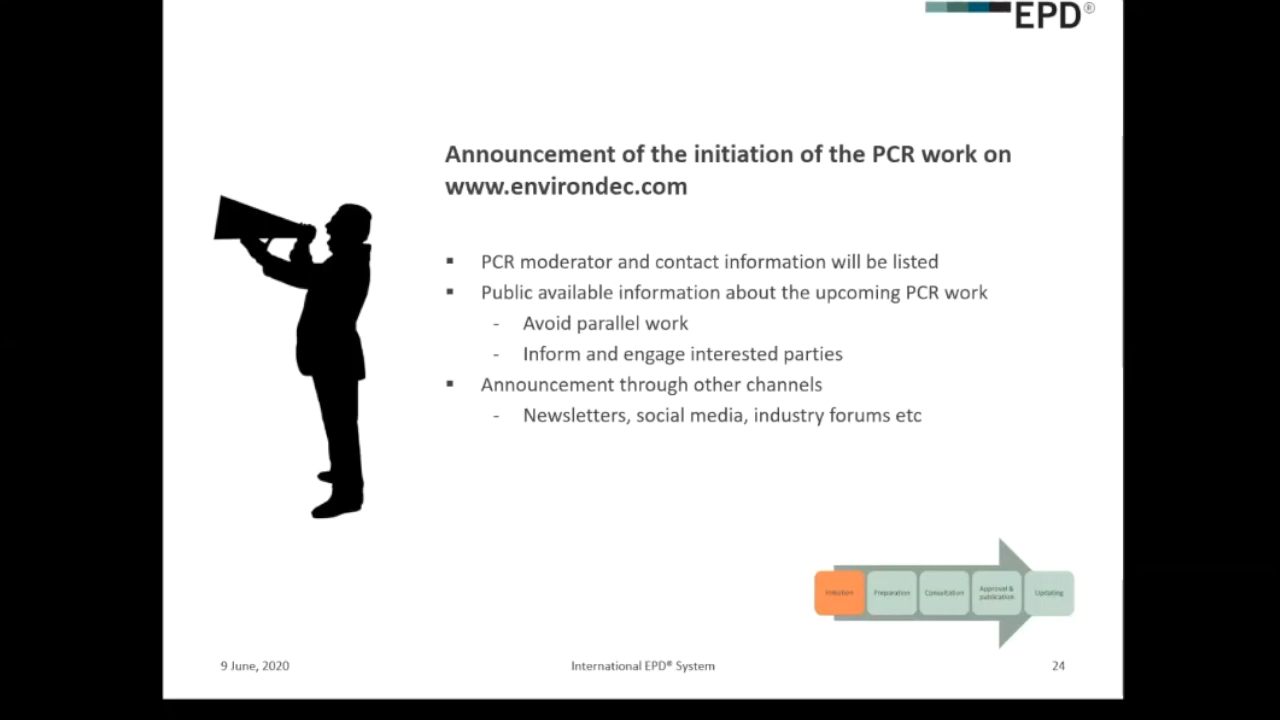 EPD®
Announcement of the initiation of the PCR work on
www.environdec.com
▪ PCR moderator and contact information will be listed
▪ Public available information about the upcoming PCR work
- Avoid parallel work
- Inform and engage interested parties
▪ Announcement through other channels
- Newsletters, social media, industry forums etc
Initiation
Preparation
Consultation
Approval &
publication
Updating
9 June, 2020
International EPD® System
24